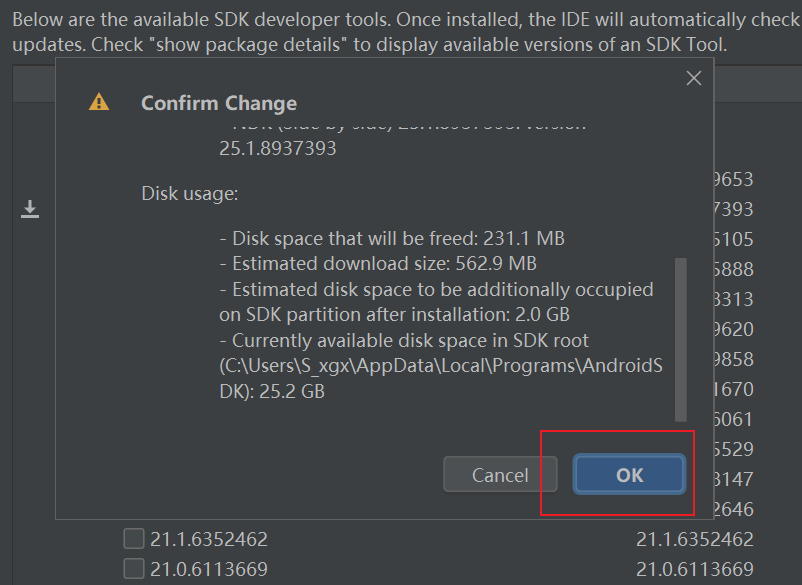 Below are the available SDK developer tools. Once installed, the IDE will automatically check
updates. Check "show package details" to display available versions of an SDK Tool.
Confirm Change
25.1.8937393
Disk usage:
- Disk space that will be freed: 231.1 MB
- Estimated download size: 562.9 MB
- Estimated disk space to be additionally occupied
on SDK partition after installation: 2.0 GB
- Currently available disk space in SDK root
(C:\Users\S_xgx\AppData\Local\Programs\AndroidS
DK): 25.2 GB
Cancel
OK
9653
7393
5105
5888
3313
9620
9858
1670
6061
5529
3147
2646
21.1.6352462 21.1.6352462
21.0.6113669 21.0.6113669